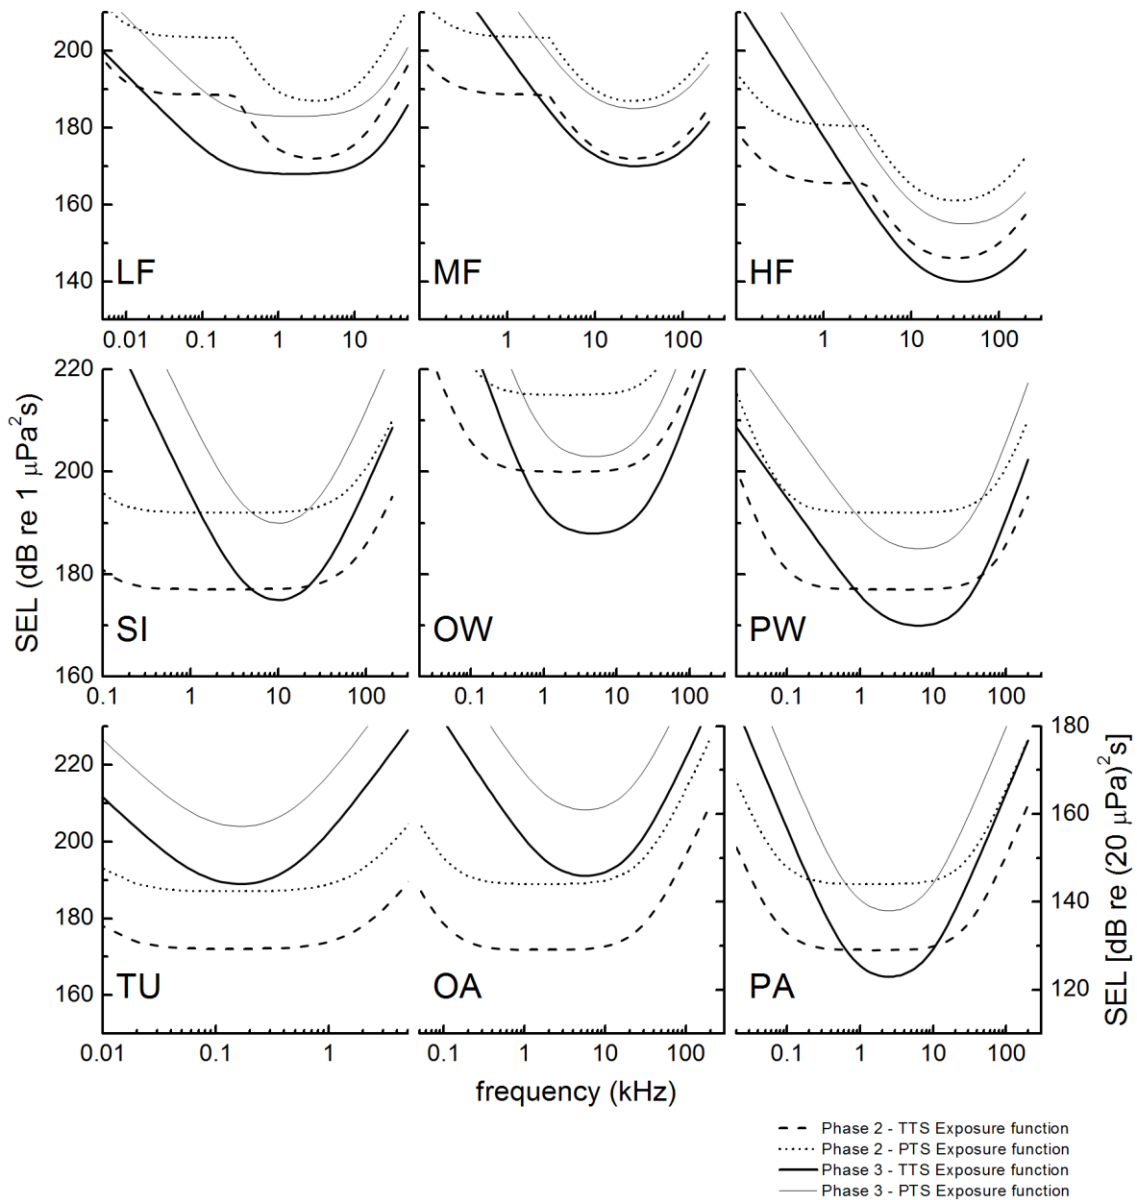 200
180
160
140
LF
MF
HF
0.01 0.1 1 10
1 10 100
1 10 100
SEL (dB re 1 μPa²s)
220
200
180
160
SI
OW
PW
0.1 1 10 100
0.1 1 10 100
0.1 1 10 100
220
200
180
160
TU
OA
PA
180
160
140
120
SEL [dB re (20 μPa)²s]
0.01 0.1 1
0.1 1 10 100
0.1 1 10 100
frequency (kHz)
Phase 2 - TTS Exposure function
Phase 2 - PTS Exposure function
Phase 3 - TTS Exposure function
Phase 3 - PTS Exposure function